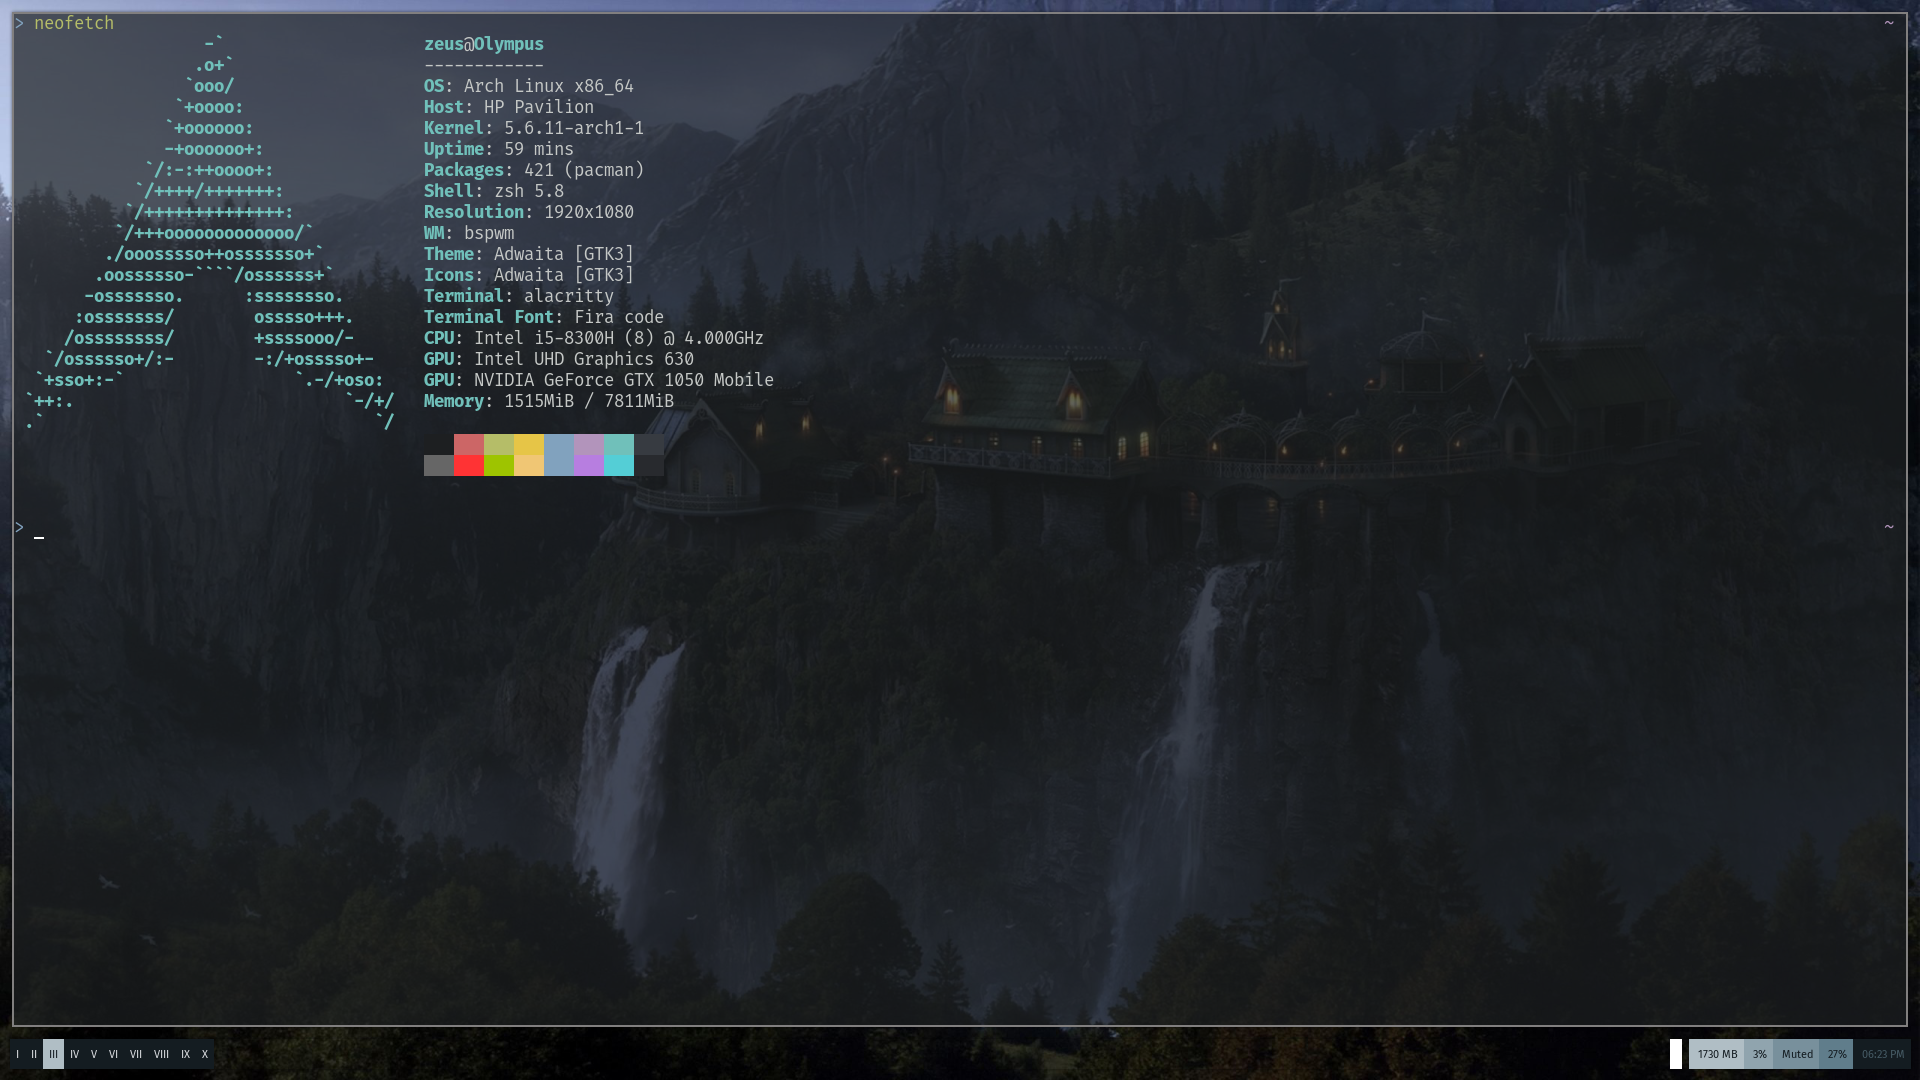 > neofetch ~
-`
.o+`
`ooo/
`+oooo:
`+oooooo:
-+oooooo+:
`/:-:++oooo+:
`/++++/+++++++:
`/++++++++++++++:
`/+++ooooooooooooo/`
./ooosssso++osssssso+`
.oossssso-````/ossssss+`
-osssssso. :ssssssso.
:osssssss/ osssso+++.
/ossssssss/ +ssssooo/-
`/ossssso+/:- -:/+osssso+-
`+sso+:-` `.-/+oso:
`++:. `-/+/
.` `/
zeus@Olympus
------------
OS: Arch Linux x86_64
Host: HP Pavilion
Kernel: 5.6.11-arch1-1
Uptime: 59 mins
Packages: 421 (pacman)
Shell: zsh 5.8
Resolution: 1920x1080
WM: bspwm
Theme: Adwaita [GTK3]
Icons: Adwaita [GTK3]
Terminal: alacritty
Terminal Font: Fira code
CPU: Intel i5-8300H (8) @ 4.000GHz
GPU: Intel UHD Graphics 630
GPU: NVIDIA GeForce GTX 1050 Mobile
Memory: 1515MiB / 7811MiB
> _ ~
I II III IV V VI VII VIII IX X 1730 MB 3% Muted 27% 06:23 PM